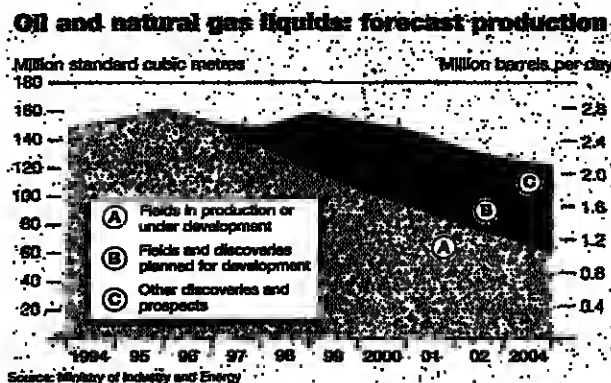 Oil and natural gas liquids: forecast production
Million standard cubic metres
Million barrels per day
180
160
150
120
100
80
60
50
20
2.8
2.4
2.0
1.6
1.2
0.8
0.4
A Fields in production or
under development
B Fields and discoveries
planned for development
C Other discoveries and
prospects
A
B
C
1994 95 96 97 98 99 2000 01 02 2004
Source: Ministry of Industry and Energy